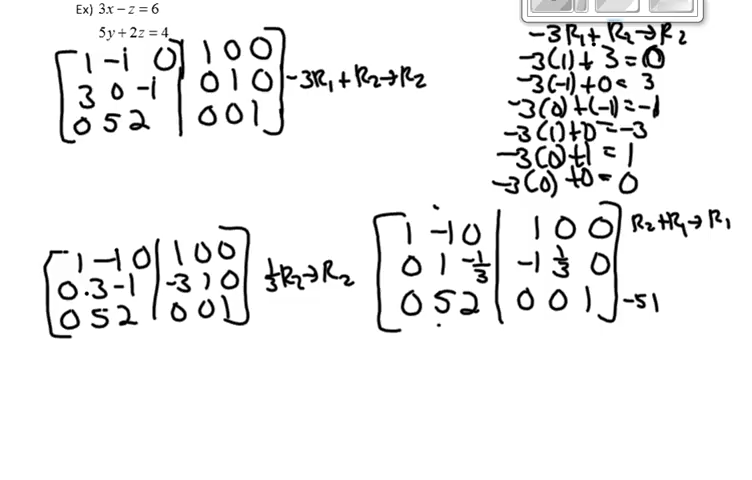 Ex) 3x − z = 6
5y + 2z = 4
1 -1 0 | 1 0 0
3 0 -1 | 0 1 0 -3R₁ + R₂ → R₂
0 5 2 | 0 0 1
-3R₁ + R₂ → R₂
-3(1) + 3 = 0
-3(-1) + 0 = 3
-3(0) + (-1) = -1
-3(1) + 0 = -3
-3(0) + 1 = 1
-3(0) + 0 = 0
1 -1 0 | 1 0 0
0 3 -1 | -3 1 0 1/3 R₂ → R₂
0 5 2 | 0 0 1
1 -1 0 | 1 0 0 R₂ + R₁ → R₁
0 1 -1/3 | -1 1/3 0
0 5 2 | 0 0 1 -51